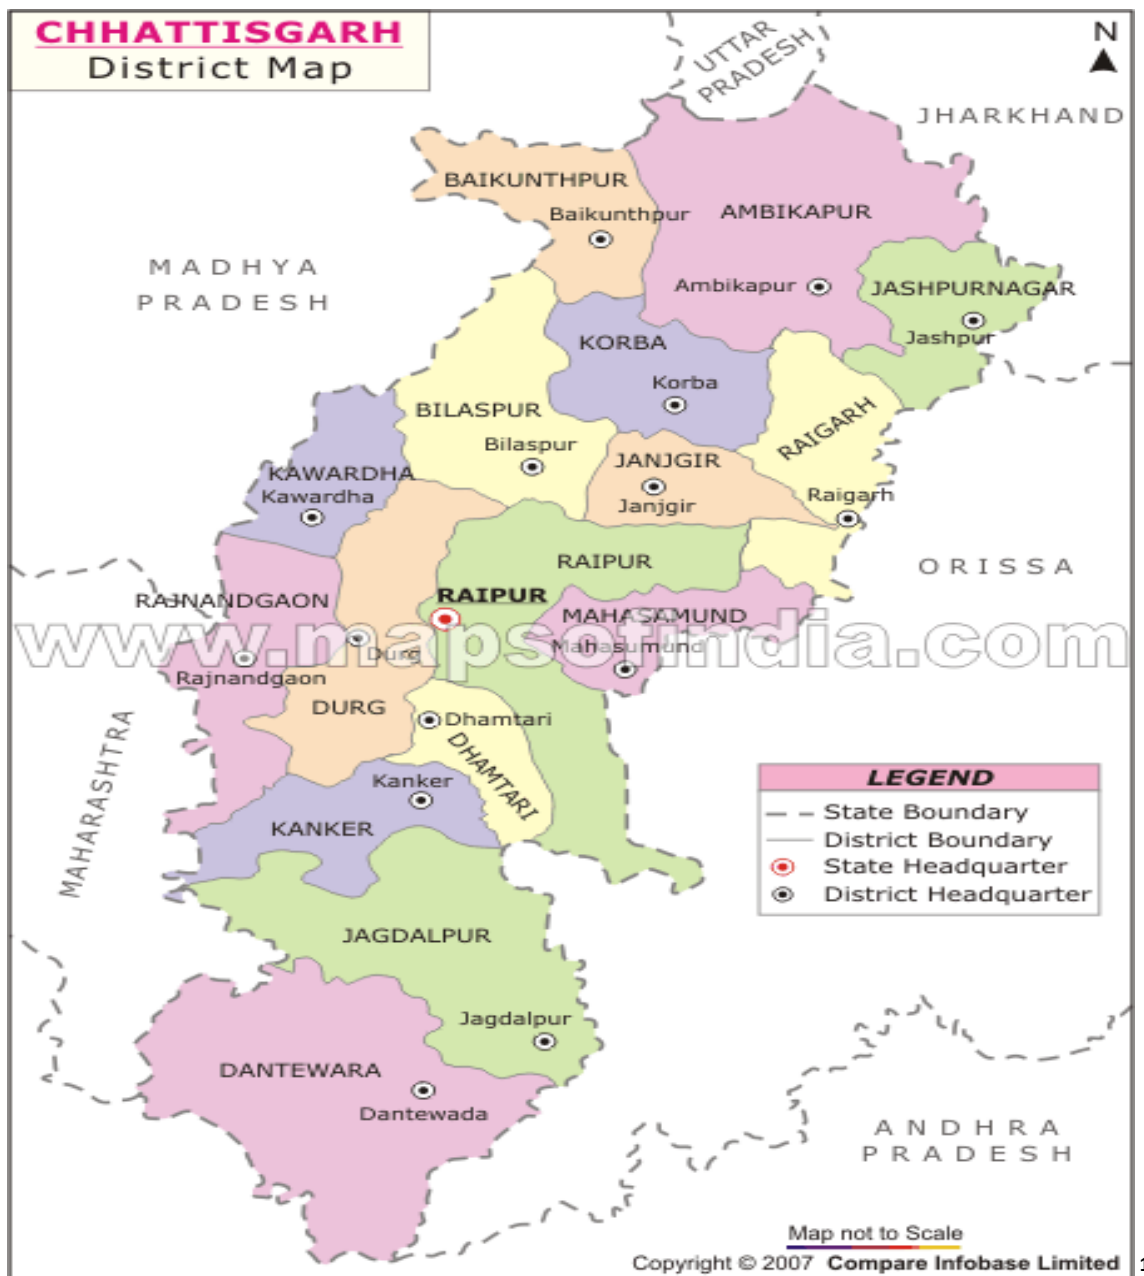 CHHATTISGARH
District Map
N
UTTAR
PRADESH
JHARKHAND
BAIKUNTHPUR
Baikunthpur
AMBIKAPUR
MADHYA
PRADESH
Ambikapur
JASHPURNAGAR
Jashpur
KORBA
Korba
BILASPUR
Bilaspur
RAIGARH
Raigarh
JANJGIR
Janjgir
KAWARDHA
Kawardha
RAIPUR
ORISSA
RAJNANDGAON
RAIPUR
MAHASAMUND
www.mapsofindia.com
Durg
Mahasumund
Rajnandgaon
DURG
Dhamtari
DHAMTARI
MAHARASHTRA
Kanker
KANKER
LEGEND
State Boundary
District Boundary
State Headquarter
District Headquarter
JAGDALPUR
Jagdalpur
DANTEWARA
Dantewada
ANDHRA
PRADESH
Map not to Scale
Copyright © 2007 Compare Infobase Limited
1